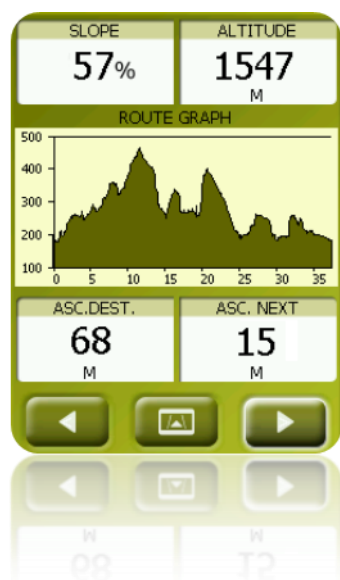 SLOPE ALTITUDE
57% 1547
M
ROUTE GRAPH
500
400
300
200
100
0 5 10 15 20 25 30 35
ASC.DEST. ASC. NEXT
68 15
M M